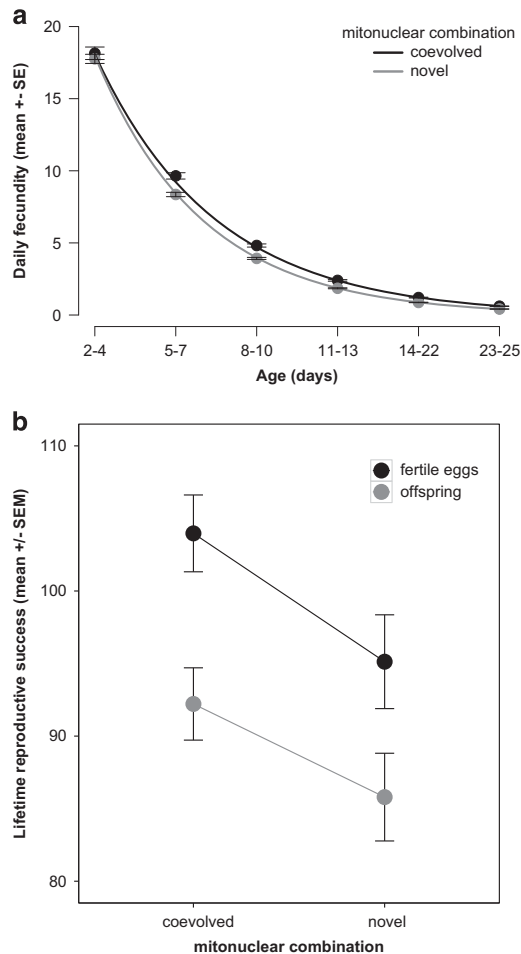 a
mitonuclear combination
coevolved
novel
Daily fecundity (mean +- SE)
20
15
10
5
0
2-4 5-7 8-10 11-13 14-22 23-25
Age (days)
b
fertile eggs
offspring
Lifetime reproductive success (mean +/- SEM)
110
100
90
80
coevolved novel
mitonuclear combination